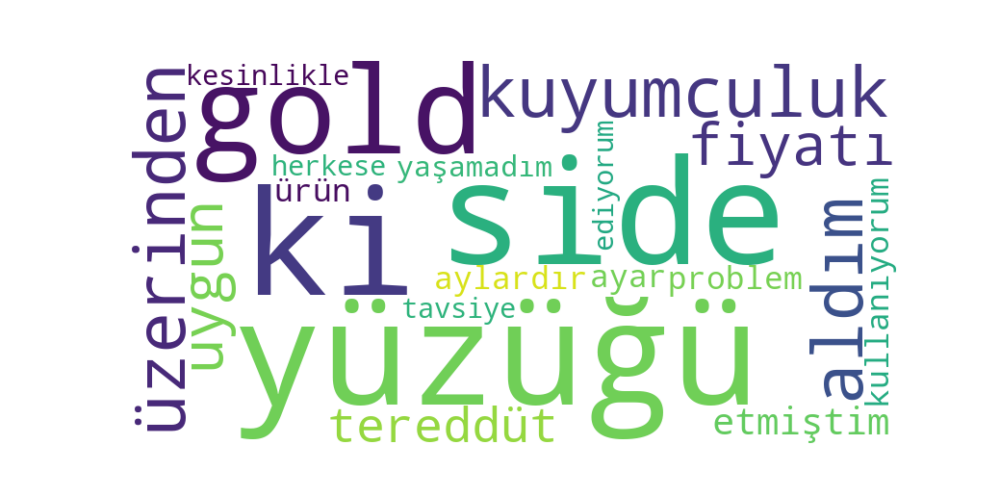 kesinlikle
gold
kuyumculuk
fiyatı
üzerinden
herkese
yaşamadım
ediyorum
ürün
ki
side
uygun
aldım
kullanıyorum
aylardır
ayar
problem
tavsiye
yüzüğü
tereddüt
etmiştim